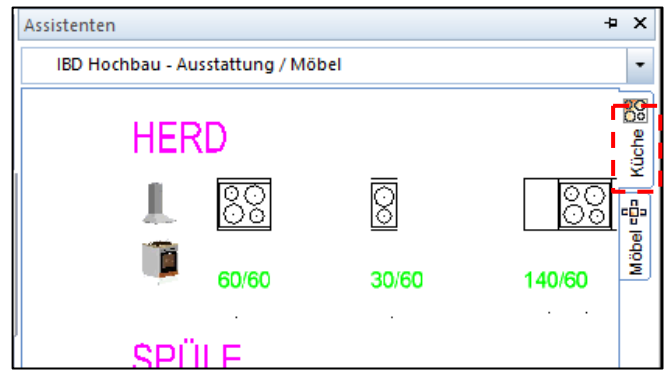 Assistenten
IBD Hochbau - Ausstattung / Möbel
HERD
Küche
Möbel
60/60
30/60
140/60
SPÜLE